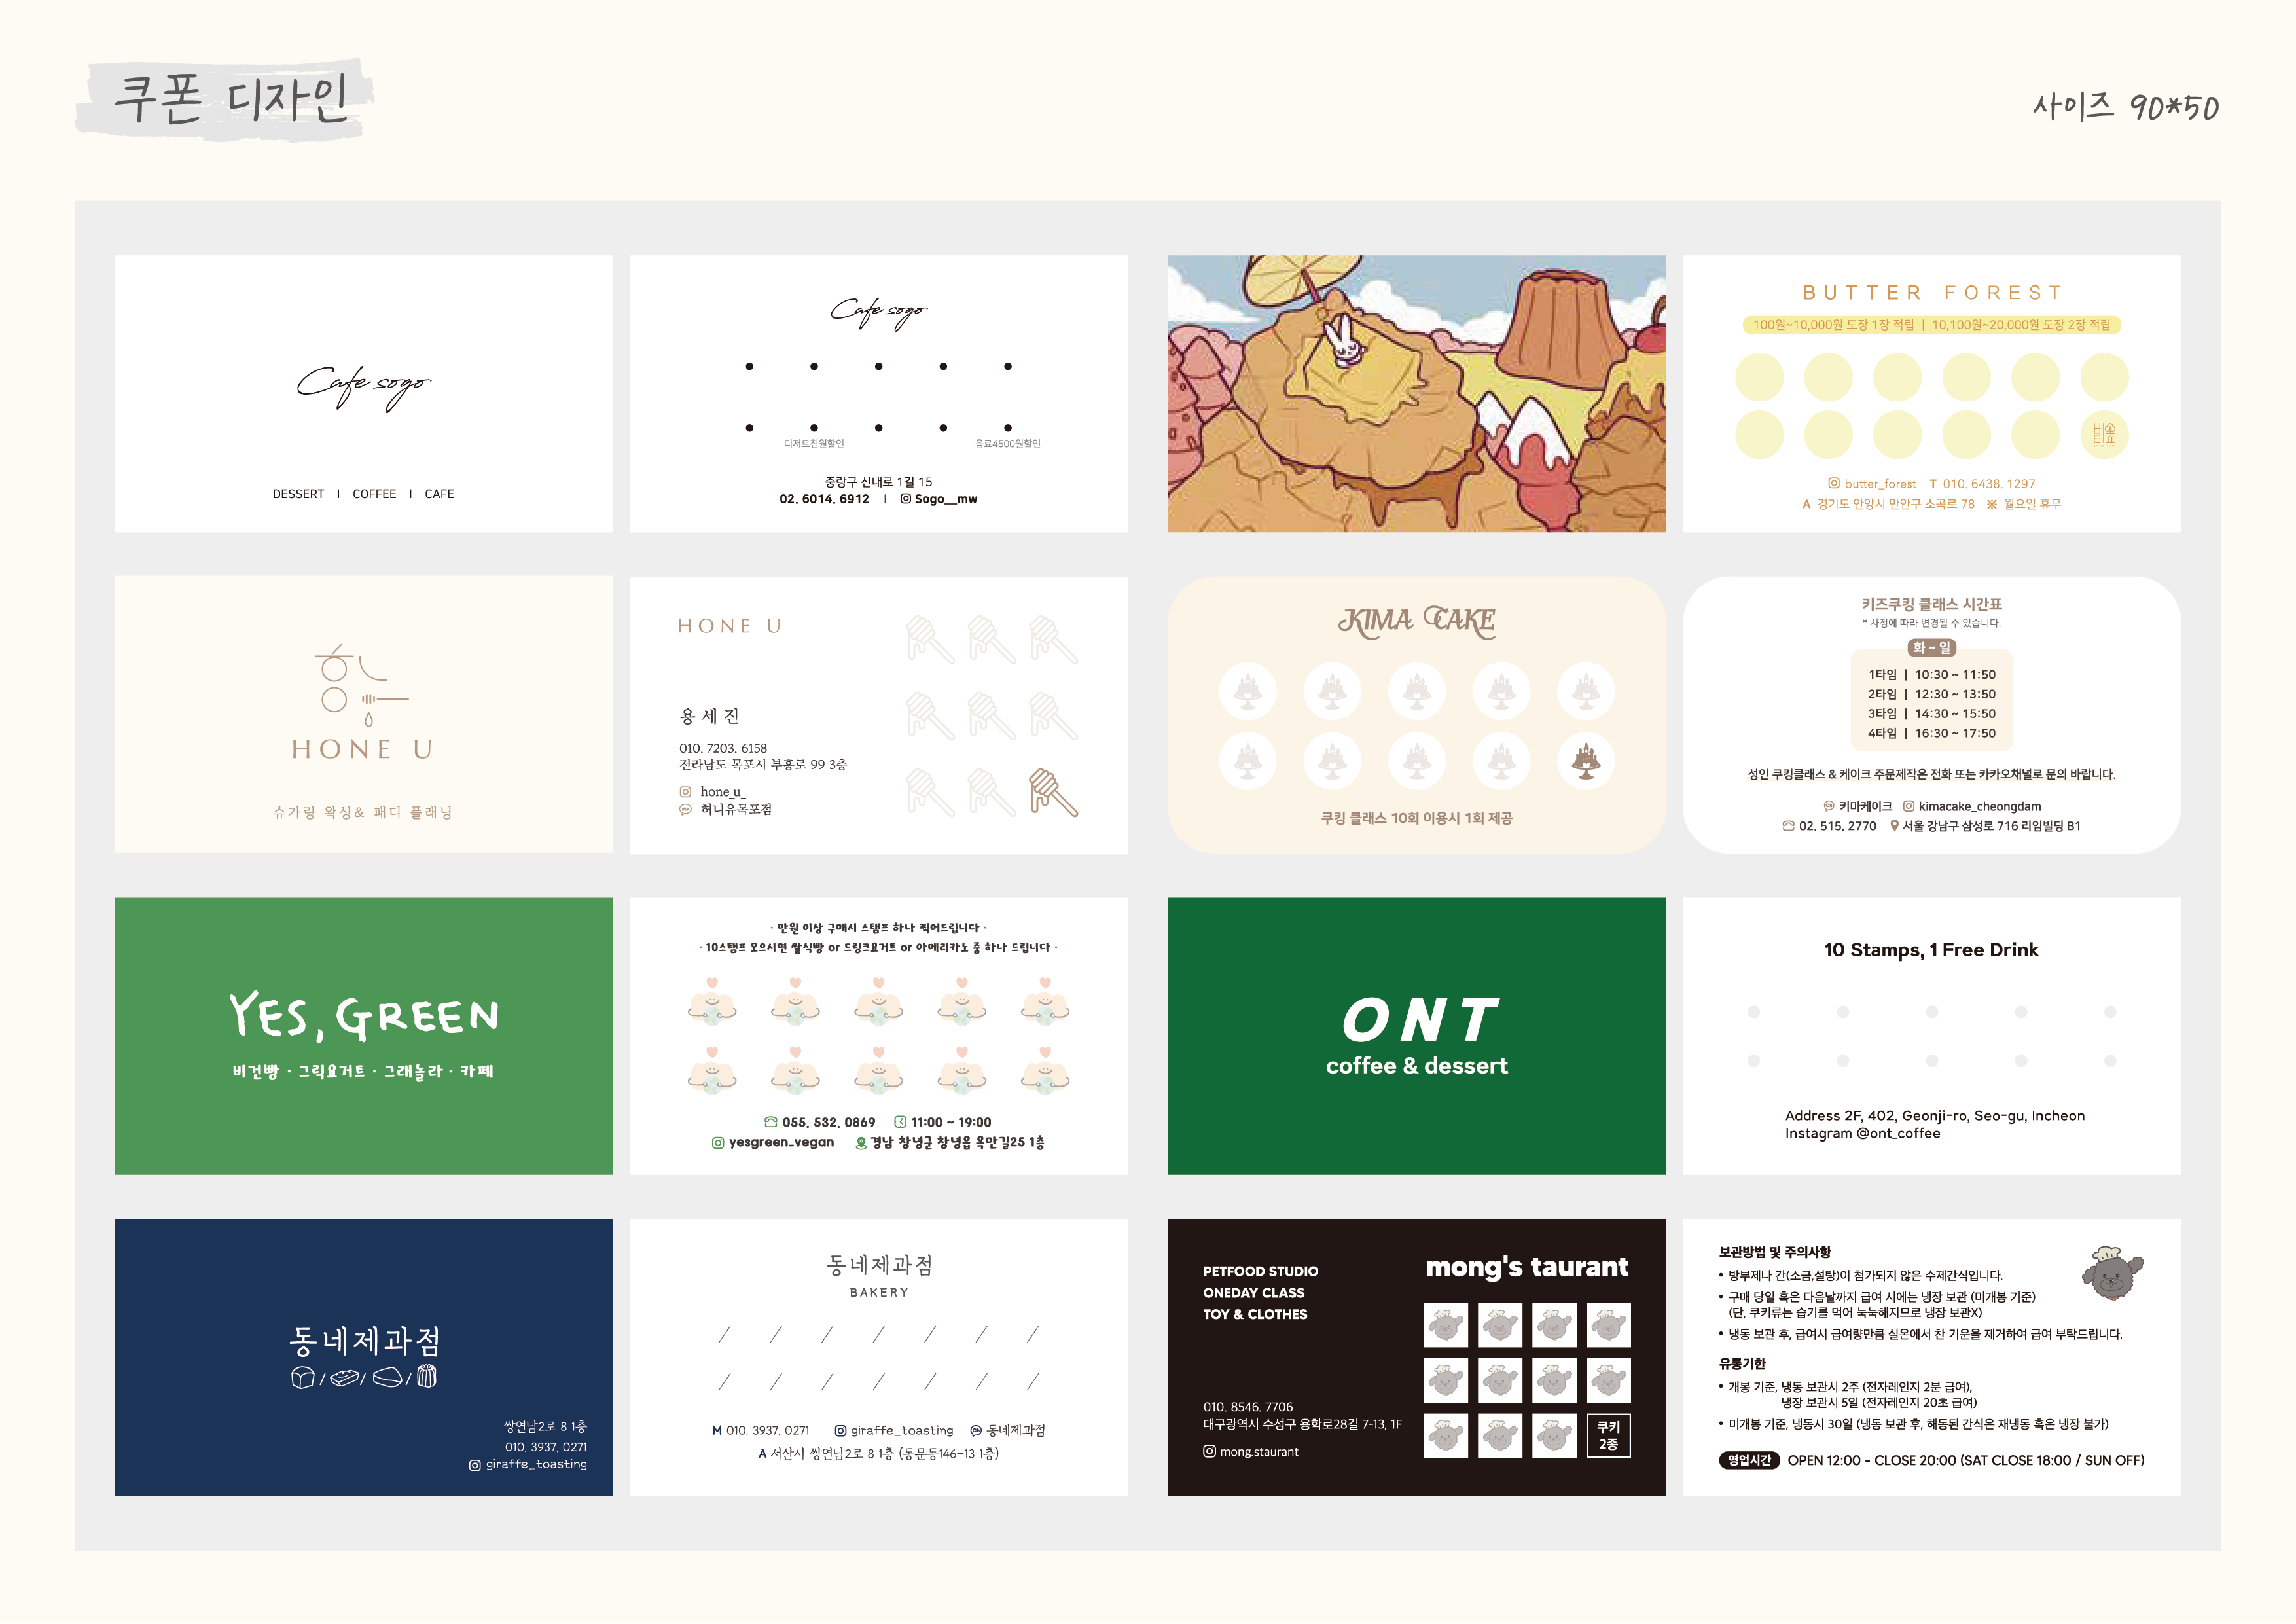 쿠폰 디자인
사이즈 90*50
Cafe sogo
DESSERT I COFFEE I CAFE
Cafe sogo
디저트천원할인
음료4500원할인
중랑구 신내로 1길 15
02. 6014. 6912 I Sogo__mw
BUTTER FOREST
100원~10,000원 도장 1장 적립 | 10,100원~20,000원 도장 2장 적립
버터포
butter_forest T 010. 6438. 1297
A 경기도 안양시 만안구 소곡로 78 ※ 월요일 휴무
HONE U
슈가링 왁싱& 패디 플래닝
HONE U
용세진
010. 7203. 6158
전라남도 목포시 부흥로 99 3층
hone_u_
허니유목포점
KIMA CAKE
쿠킹 클래스 10회 이용시 1회 제공
키즈쿠킹 클래스 시간표
* 사정에 따라 변경될 수 있습니다.
화 ~ 일
1타임 | 10:30 ~ 11:50
2타임 | 12:30 ~ 13:50
3타임 | 14:30 ~ 15:50
4타임 | 16:30 ~ 17:50
성인 쿠킹클래스 & 케이크 주문제작은 전화 또는 카카오채널로 문의 바랍니다.
키마케이크 kimacake_cheongdam
02. 515. 2770 서울 강남구 삼성로 716 리임빌딩 B1
YES, GREEN
비건빵 · 그릭요거트 · 그래놀라 · 카페
· 만원 이상 구매시 스탬프 하나 찍어드립니다 ·
· 10스탬프 모으시면 쌀식빵 or 드링크요거트 or 아메리카노 중 하나 드립니다 ·
055. 532. 0869 11:00 ~ 19:00
yesgreen_vegan 경남 창녕군 창녕읍 옥만길25 1층
ONT
coffee & dessert
10 Stamps, 1 Free Drink
Address 2F, 402, Geonji-ro, Seo-gu, Incheon
Instagram @ont_coffee
동네제과점
쌍연남2로 8 1층
010. 3937. 0271
giraffe_toasting
동네제과점
BAKERY
M 010. 3937. 0271 giraffe_toasting 동네제과점
A 서산시 쌍연남2로 8 1층 (동문동146-13 1층)
PETFOOD STUDIO
ONEDAY CLASS
TOY & CLOTHES
mong's taurant
010. 8546. 7706
대구광역시 수성구 용학로28길 7-13, 1F
mong.staurant
쿠키
2종
보관방법 및 주의사항
• 방부제나 간(소금,설탕)이 첨가되지 않은 수제간식입니다.
• 구매 당일 혹은 다음날까지 급여 시에는 냉장 보관 (미개봉 기준)
(단, 쿠키류는 습기를 먹어 눅눅해지므로 냉장 보관X)
• 냉동 보관 후, 급여시 급여량만큼 실온에서 찬 기운을 제거하여 급여 부탁드립니다.
유통기한
• 개봉 기준, 냉동 보관시 2주 (전자레인지 2분 급여),
냉장 보관시 5일 (전자레인지 20초 급여)
• 미개봉 기준, 냉동시 30일 (냉동 보관 후, 해동된 간식은 재냉동 혹은 냉장 불가)
영업시간 OPEN 12:00 - CLOSE 20:00 (SAT CLOSE 18:00 / SUN OFF)